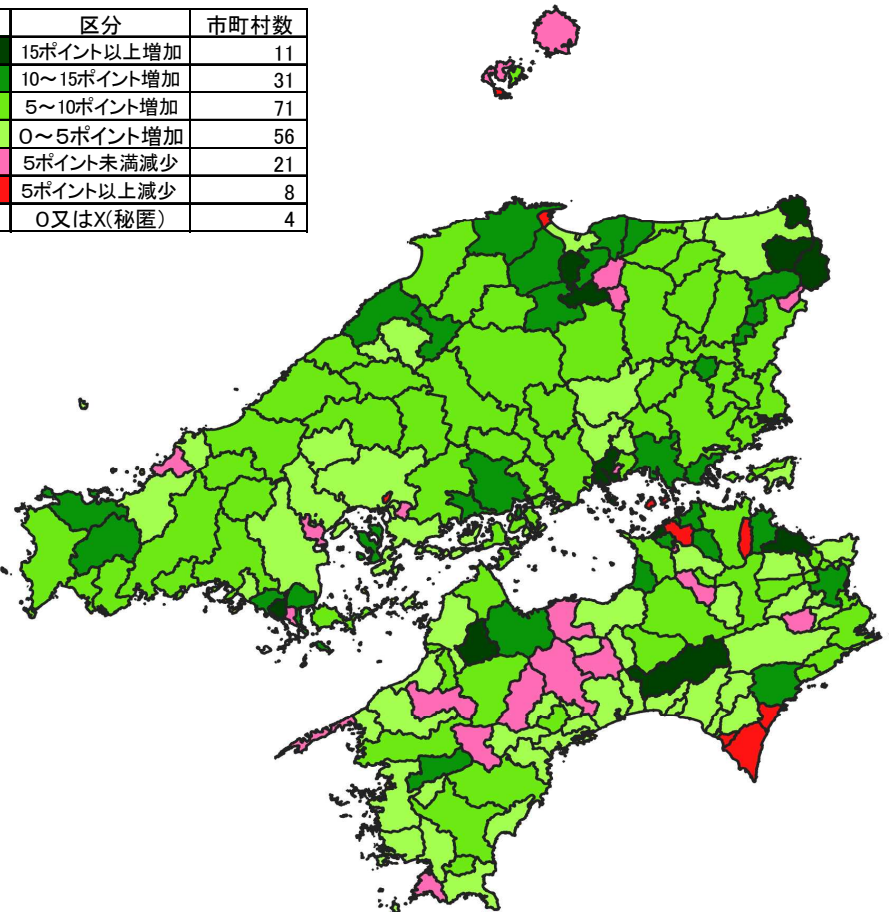 区分 市町村数
15ポイント以上増加 11
10～15ポイント増加 31
5～10ポイント増加 71
０～５ポイント増加 56
5ポイント未満減少 21
5ポイント以上減少 8
０又はX(秘匿） 4